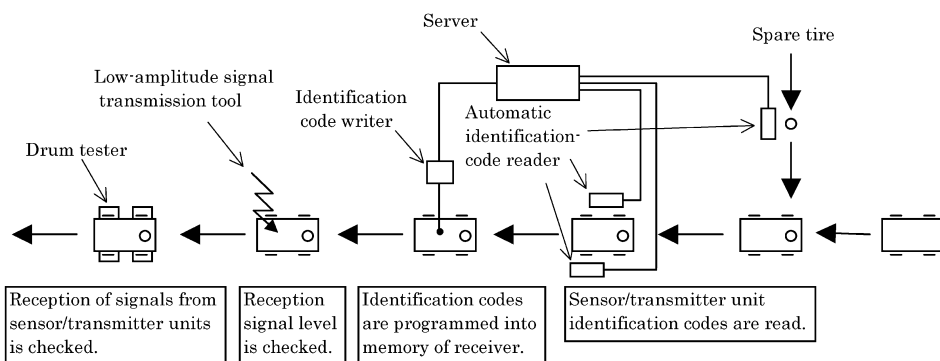 Server
Spare tire
Low-amplitude signal
transmission tool
Identification
code writer
Automatic
identification-
code reader
Drum tester
Reception of signals from
sensor/transmitter units
is checked.
Reception
signal level
is checked.
Identification codes
are programmed into
memory of receiver.
Sensor/transmitter unit
identification codes are read.